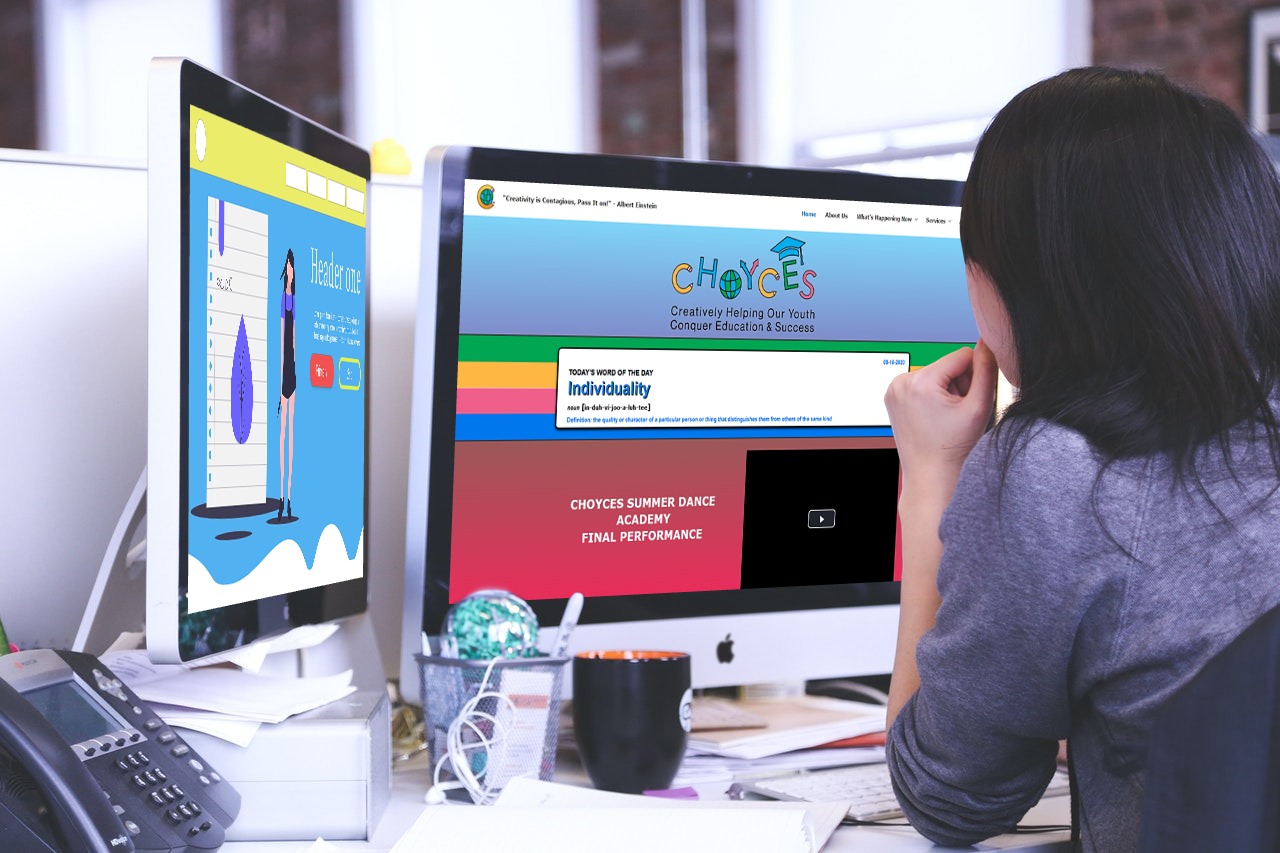 Header one
"Creativity is Contagious, Pass It on!" - Albert Einstein
Home About Us What's Happening Now Services
CHOYCES
Creatively Helping Our Youth
Conquer Education & Success
09-16-2020
TODAY'S WORD OF THE DAY
Individuality
noun [in-duh-vi-joo-a-luh-tee]
Definition: the quality or character of a particular person or thing that distinguishes them from others of the same kind
CHOYCES SUMMER DANCE
ACADEMY
FINAL PERFORMANCE